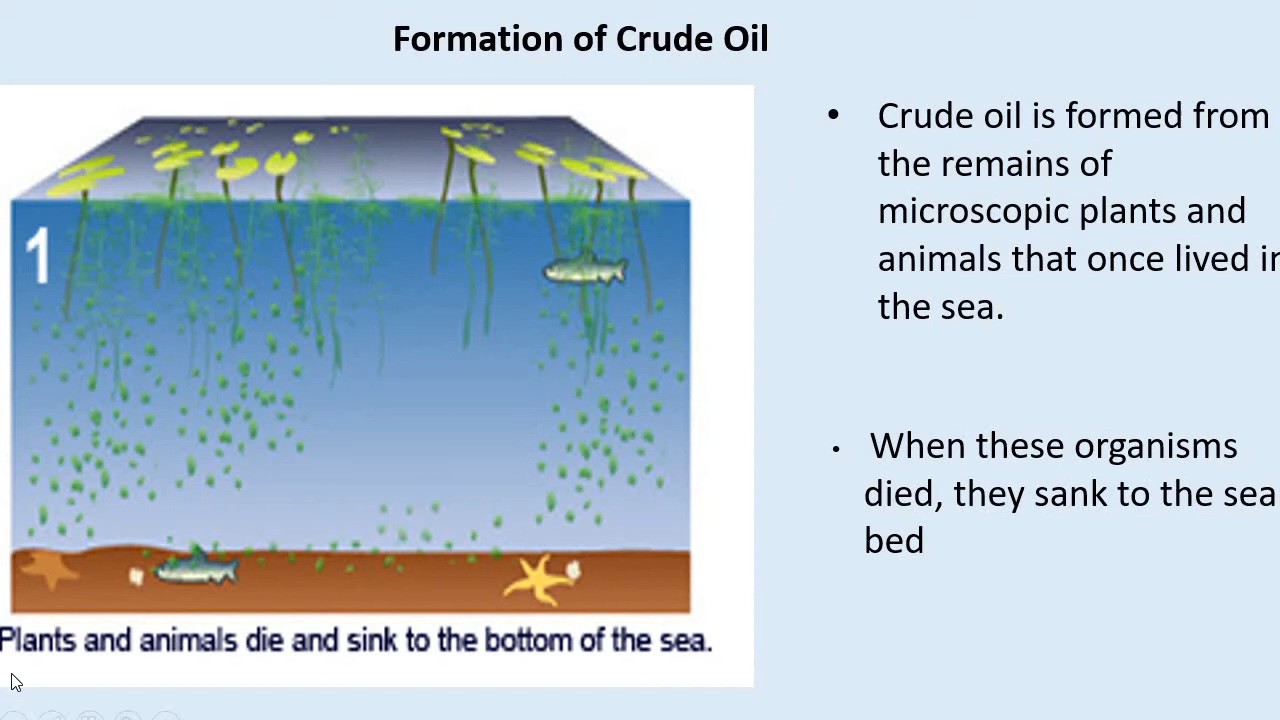 Formation of Crude Oil
• Crude oil is formed from
the remains of
microscopic plants and
animals that once lived in
the sea.
1
• When these organisms
died, they sank to the sea
bed
Plants and animals die and sink to the bottom of the sea.